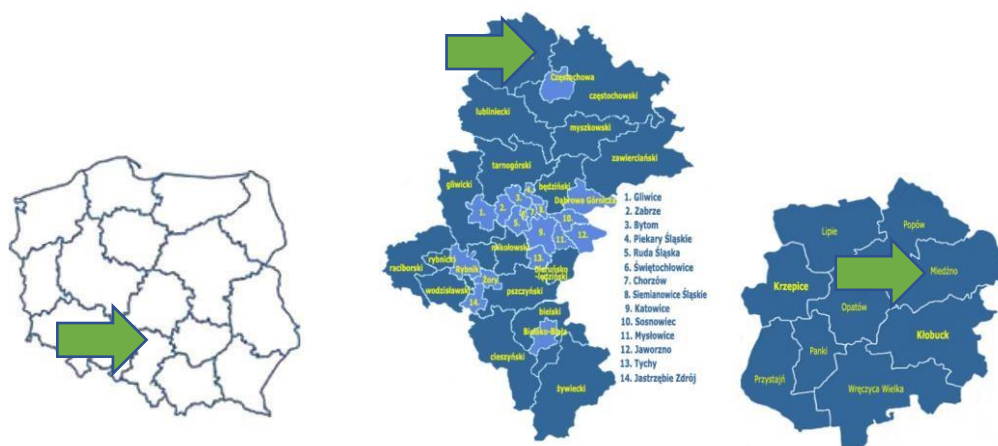 Częstochowa
częstochowski
lubliniecki
myszkowski
zawierciański
tarnogórski
gliwicki
będziński
Dąbrowa Górnicza
1.
2.
3.
4.
5.
6.
7.
8.
9.
10.
11.
12.
13.
mikołowski
bieruńsko
-lędziński
rybnicki
Rybnik
raciborski
Żory
wodzisławski
14.
pszczyński
bielski
Bielsko-Biała
cieszyński
żywiecki
1. Gliwice
2. Zabrze
3. Bytom
4. Piekary Śląskie
5. Ruda Śląska
6. Świętochłowice
7. Chorzów
8. Siemianowice Śląskie
9. Katowice
10. Sosnowiec
11. Mysłowice
12. Jaworzno
13. Tychy
14. Jastrzębie Zdrój
Lipie
Popów
Miedźno
Krzepice
Opatów
Kłobuck
Panki
Przystajń
Wręczyca Wielka